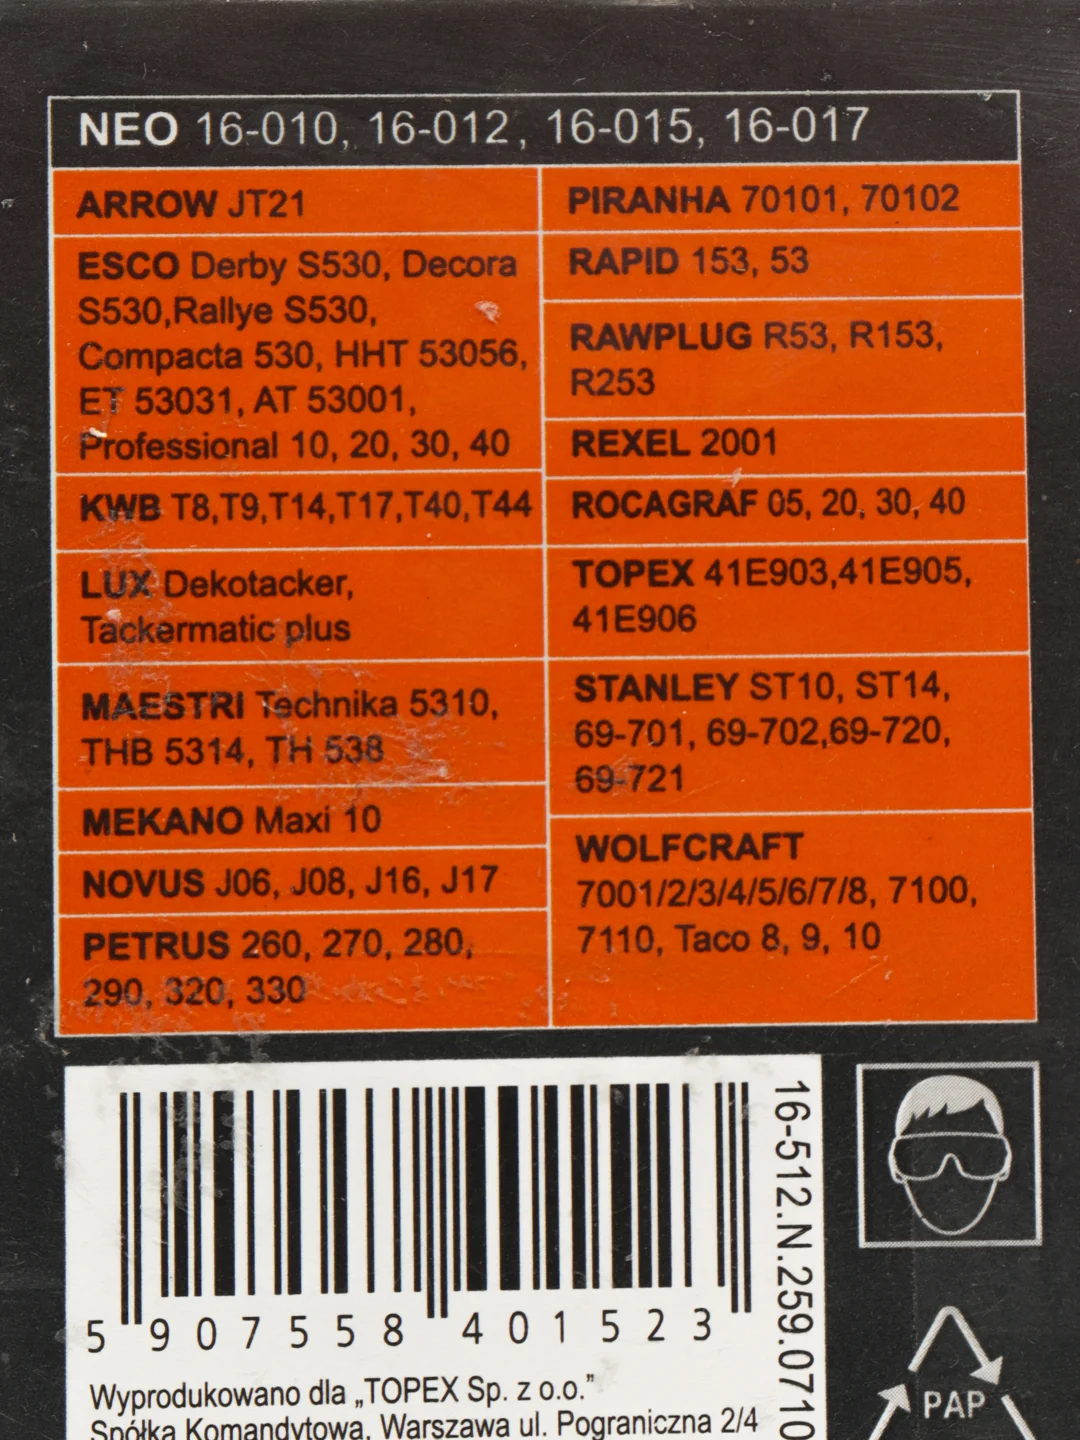 NEO 16-010, 16-012, 16-015, 16-017
ARROW JT21
ESCO Derby S530, Decora
S530,Rallye S530,
Compacta 530, HHT 53056,
ET 53031, AT 53001,
Professional 10, 20, 30, 40
KWB T8,T9,T14,T17,T40,T44
LUX Dekotacker,
Tackermatic plus
MAESTRI Technika 5310,
THB 5314, TH 538
MEKANO Maxi 10
NOVUS J06, J08, J16, J17
PETRUS 260, 270, 280,
290, 320, 330
PIRANHA 70101, 70102
RAPID 153, 53
RAWPLUG R53, R153,
R253
REXEL 2001
ROCAGRAF 05, 20, 30, 40
TOPEX 41E903,41E905,
41E906
STANLEY ST10, ST14,
69-701, 69-702,69-720,
69-721
WOLFCRAFT
7001/2/3/4/5/6/7/8, 7100,
7110, Taco 8, 9, 10
5 907558 401523
16-512.N.259.0710
Wyprodukowano dla „TOPEX Sp. z o.o.”
Spółka Komandytowa, Warszawa ul. Pograniczna 2/4
PAP